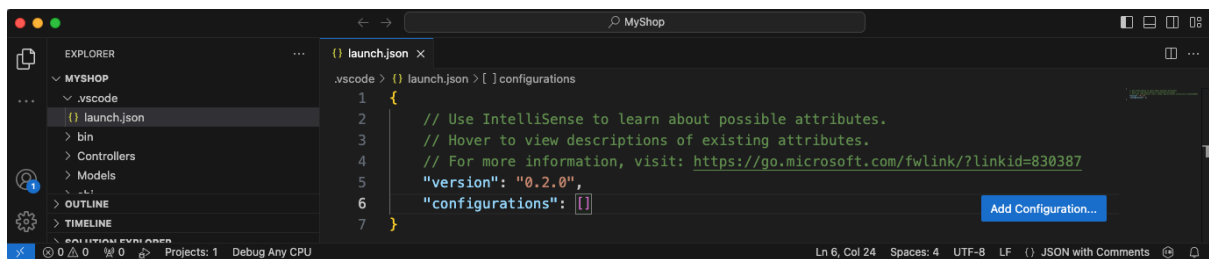 MyShop
EXPLORER
...
launch.json
MYSHOP
.vscode
launch.json
bin
Controllers
Models
OUTLINE
TIMELINE
SOLUTION EXPLORER
.vscode > {} launch.json > [ ] configurations
1 {
2 // Use IntelliSense to learn about possible attributes.
3 // Hover to view descriptions of existing attributes.
4 // For more information, visit: https://go.microsoft.com/fwlink/?linkid=830387
5 "version": "0.2.0",
6 "configurations": []
7 }
Add Configuration...
1
0 0 0 Projects: 1 Debug Any CPU
Ln 6, Col 24 Spaces: 4 UTF-8 LF {} JSON with Comments